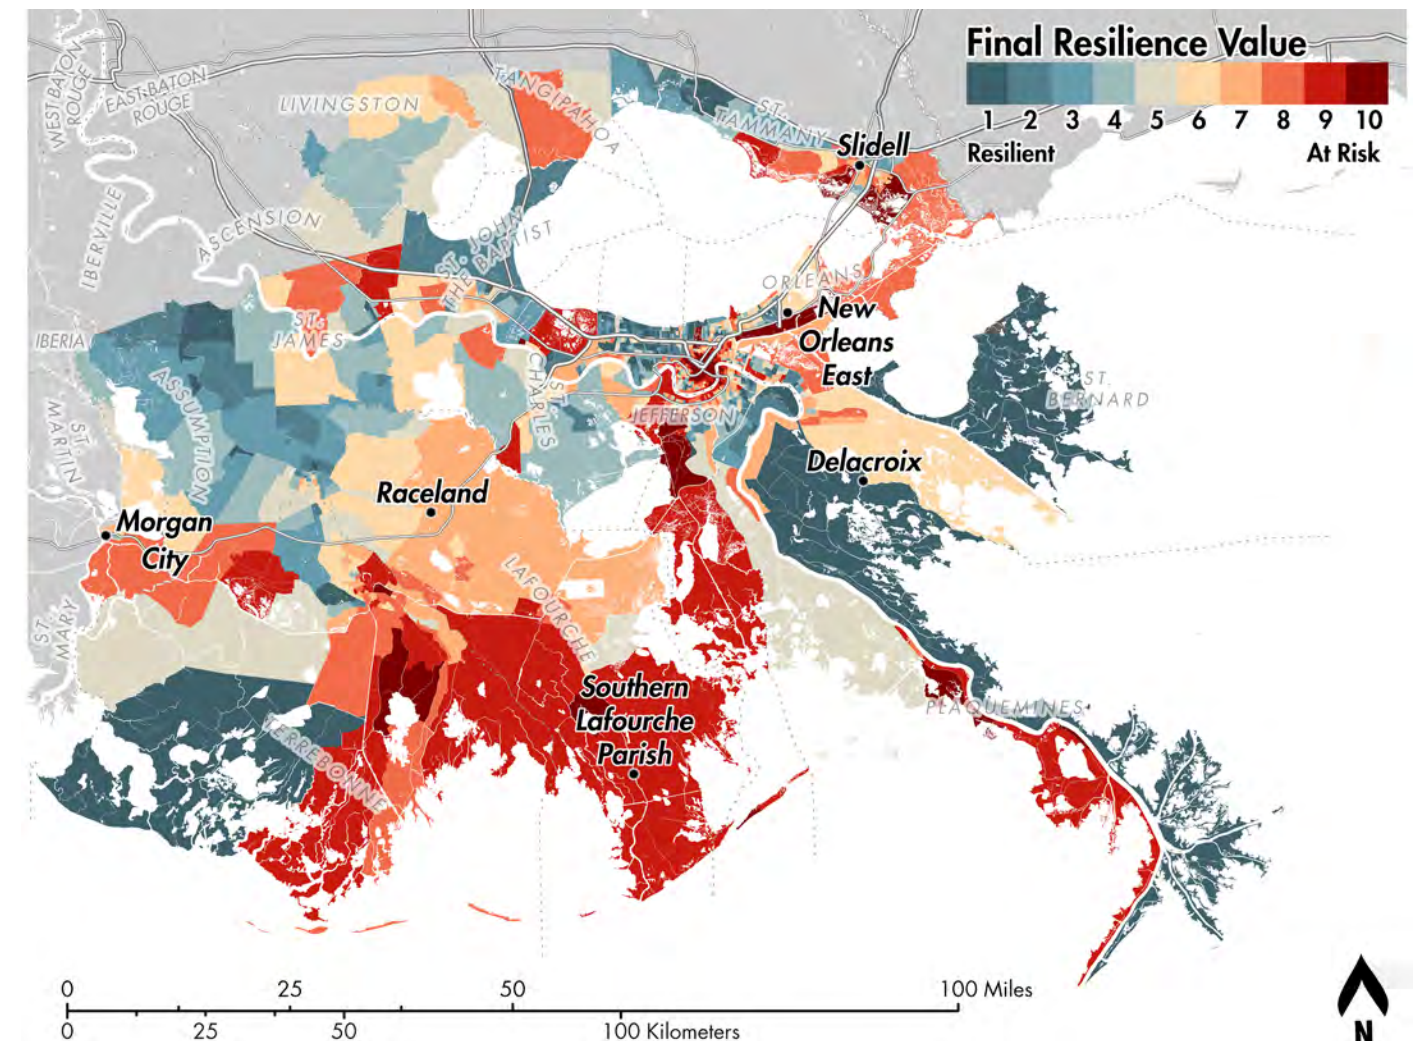 Final Resilience Value
1 2 3 4 5 6 7 8 9 10
Resilient
At Risk
WEST BATON
ROUGE
EAST BATON
ROUGE
LIVINGSTON
TANGIPAHOA
ST.
TAMMANY
Slidell
IBERVILLE
ASCENSION
ST. JOHN
THE BAPTIST
ORLEANS
New
Orleans
East
IBERIA
ST.
JAMES
ST.
CHARLES
JEFFERSON
ST.
BERNARD
ASSUMPTION
ST.
MARTIN
Raceland
Delacroix
Morgan
City
LAFOURCHE
ST.
MARY
Southern
Lafourche
Parish
PLAQUEMINES
TERREBONNE
0 25 50 100 Miles
0 25 50 100 Kilometers
N